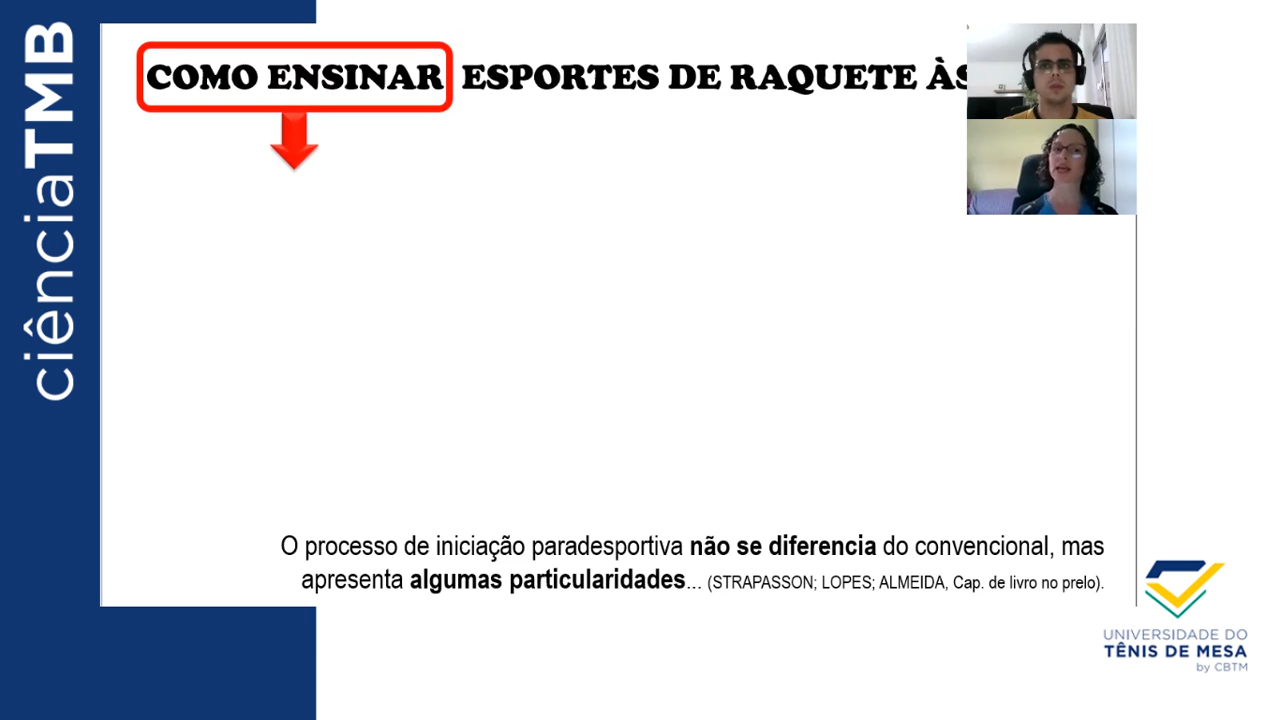 ciênciaTMB
COMO ENSINAR ESPORTES DE RAQUETE ÀS
O processo de iniciação paradesportiva não se diferencia do convencional, mas
apresenta algumas particularidades... (STRAPASSON; LOPES; ALMEIDA, Cap. de livro no prelo).
UNIVERSIDADE DO
TÊNIS DE MESA
by CBTM